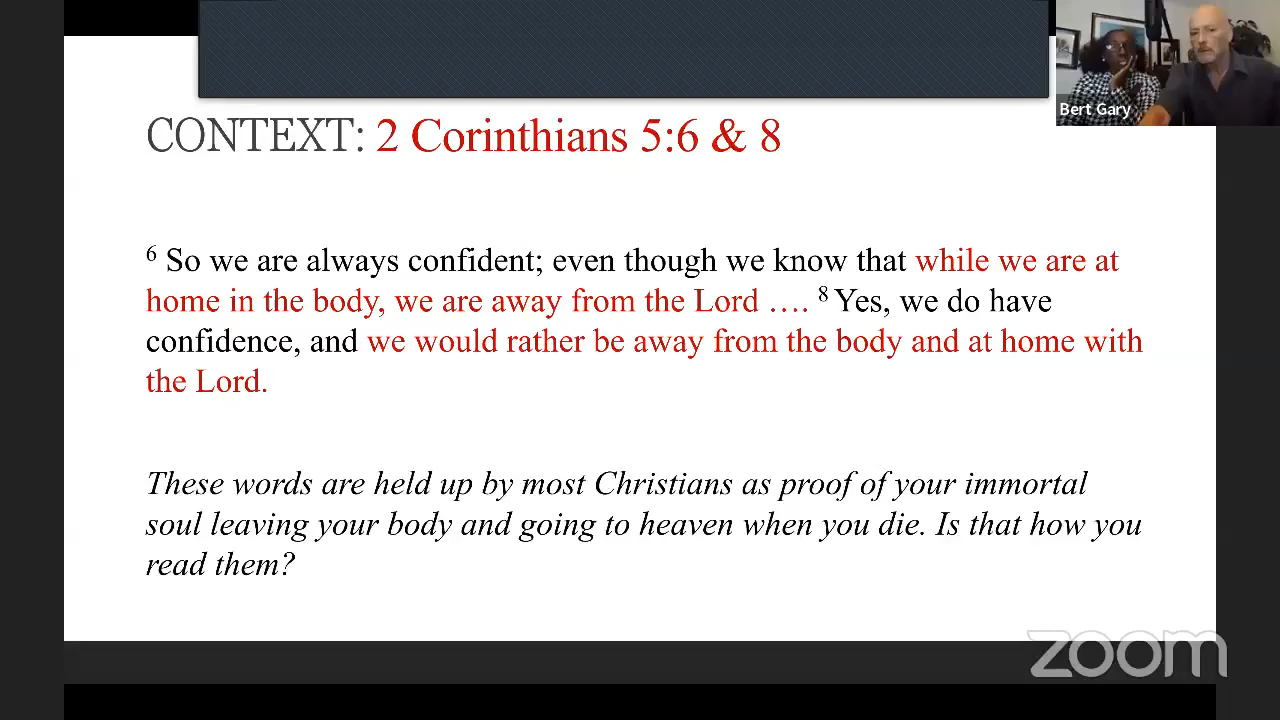 Bert Gary
CONTEXT: 2 Corinthians 5:6 & 8
6 So we are always confident; even though we know that while we are at
home in the body, we are away from the Lord …. 8 Yes, we do have
confidence, and we would rather be away from the body and at home with
the Lord.
These words are held up by most Christians as proof of your immortal
soul leaving your body and going to heaven when you die. Is that how you
read them?
zoom